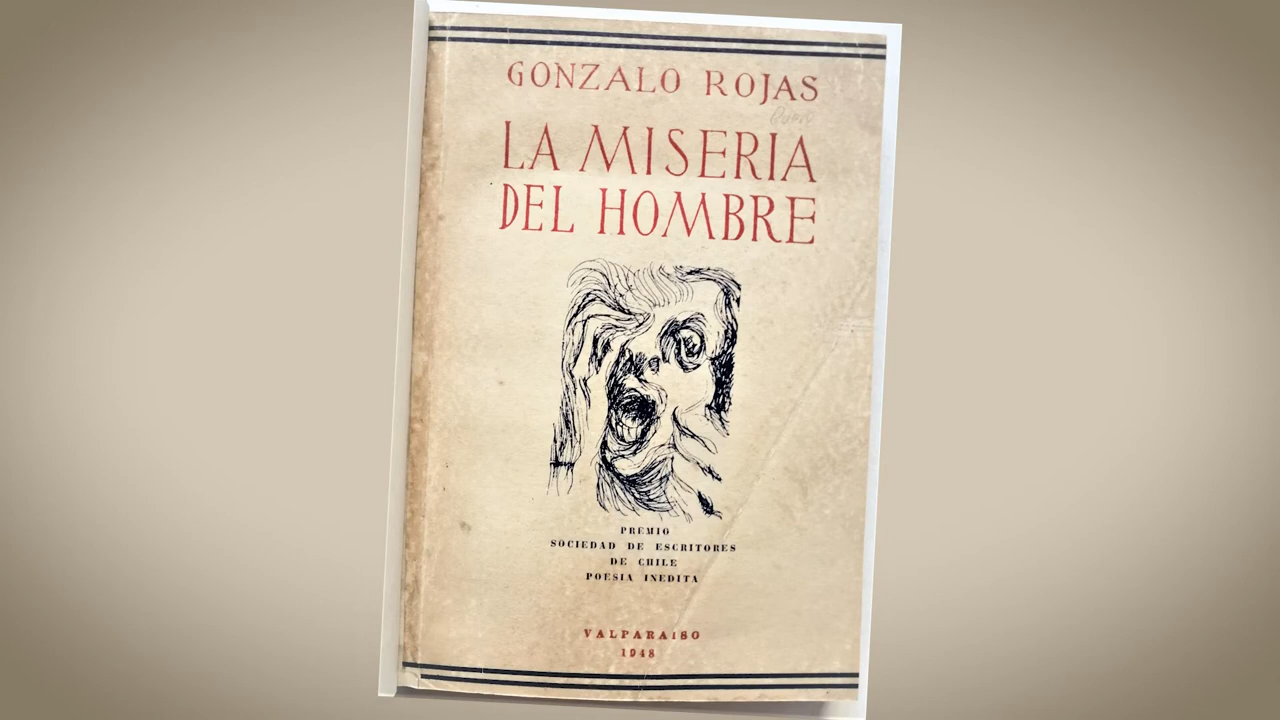 GONZALO ROJAS
LA MISERIA
DEL HOMBRE
PREMIO
SOCIEDAD DE ESCRITORES
DE CHILE
POESIA INEDITA
VALPARAISO
1948